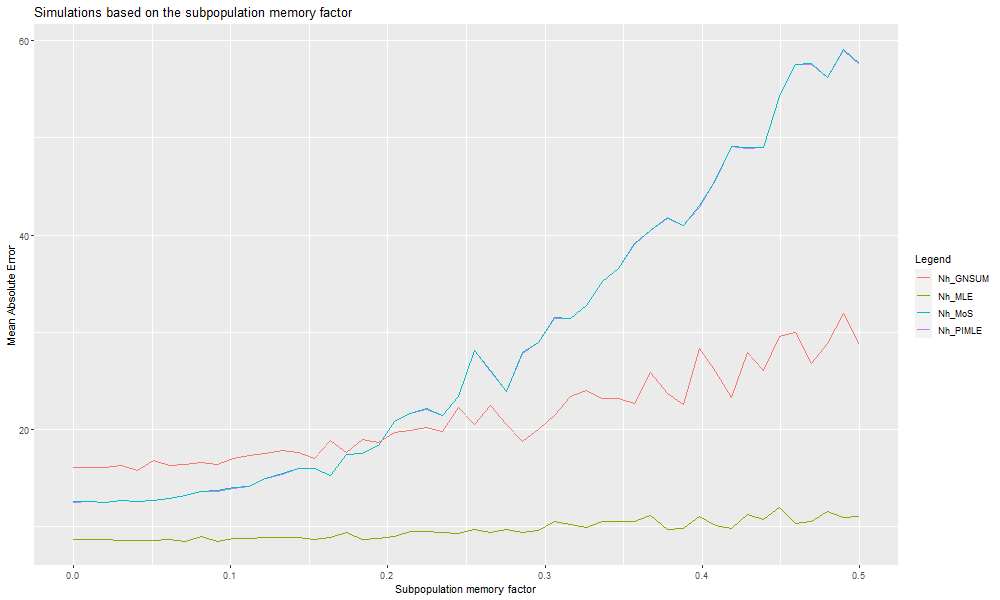 Simulations based on the subpopulation memory factor
60
40
20
Mean Absolute Error
0.0 0.1 0.2 0.3 0.4 0.5
Subpopulation memory factor
Legend
Nh_GNSUM
Nh_MLE
Nh_MoS
Nh_PIMLE